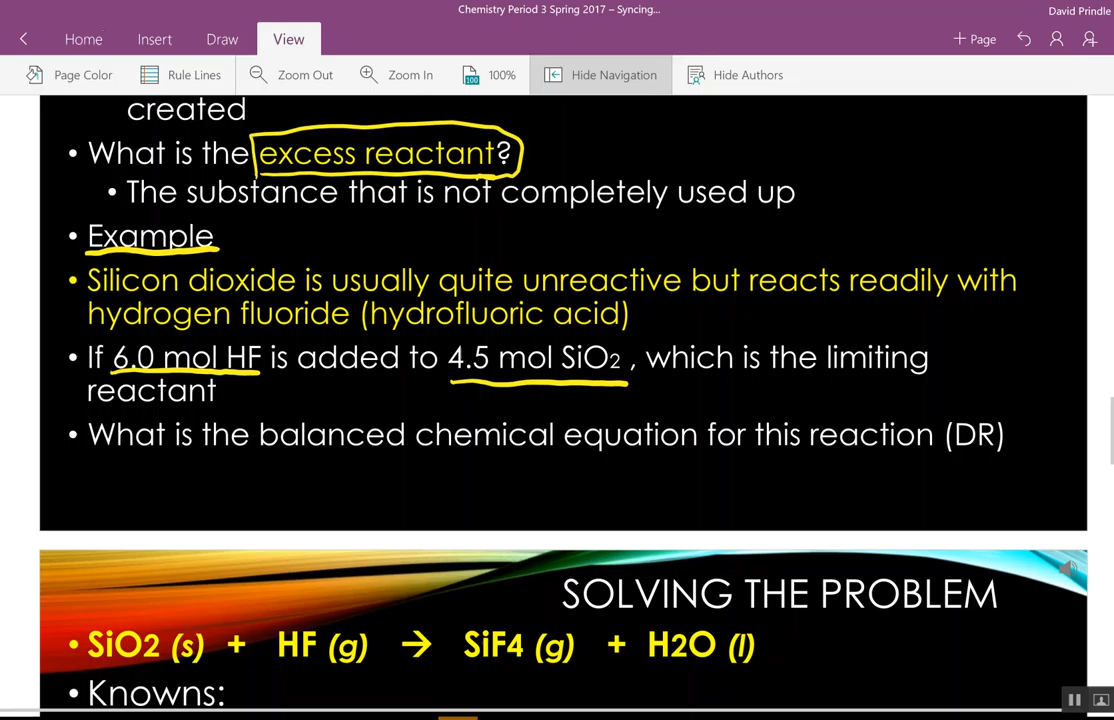 Chemistry Period 3 Spring 2017 – Syncing...
David Prindle
Home Insert Draw View
+ Page
Page Color Rule Lines Zoom Out Zoom In 100% Hide Navigation Hide Authors
created
• What is the excess reactant?
• The substance that is not completely used up
• Example
• Silicon dioxide is usually quite unreactive but reacts readily with
hydrogen fluoride (hydrofluoric acid)
• If 6.0 mol HF is added to 4.5 mol SiO2 , which is the limiting
reactant
• What is the balanced chemical equation for this reaction (DR)
SOLVING THE PROBLEM
• SiO2 (s) + HF (g) → SiF4 (g) + H2O (l)
• Knowns: